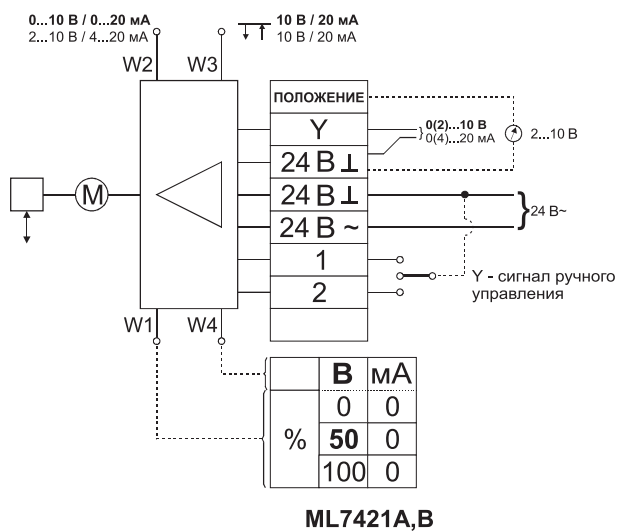 0...10 В / 0...20 мА
2...10 В / 4...20 мА
10 В / 20 мА
10 В / 20 мА
W2
W3
ПОЛОЖЕНИЕ
Y
0(2)...10 В
0(4)...20 мА
2...10 В
24 В ⊥
24 В ⊥
М
24 В ~
24 В~
1
2
Y - сигнал ручного
управления
W1
W4
В мА
0 0
% 50 0
100 0
ML7421A,B